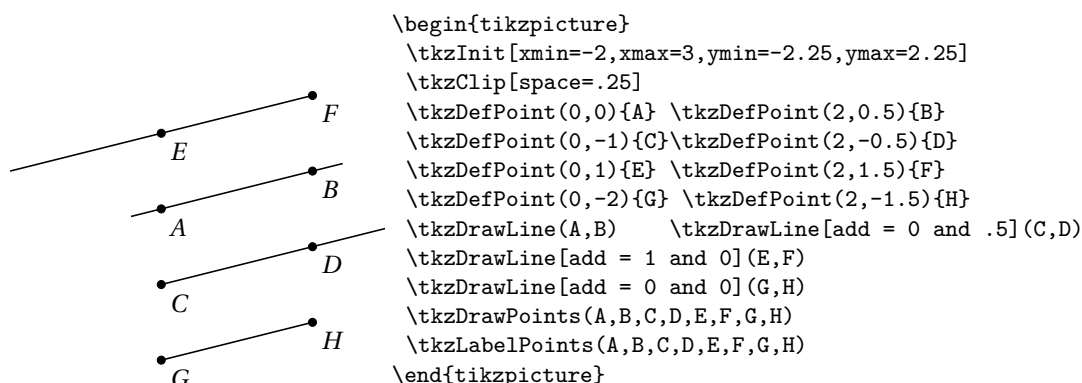 F
E
B
A
D
C
H
G
\begin{tikzpicture}
\tkzInit[xmin=-2,xmax=3,ymin=-2.25,ymax=2.25]
\tkzClip[space=.25]
\tkzDefPoint(0,0){A} \tkzDefPoint(2,0.5){B}
\tkzDefPoint(0,-1){C}\tkzDefPoint(2,-0.5){D}
\tkzDefPoint(0,1){E} \tkzDefPoint(2,1.5){F}
\tkzDefPoint(0,-2){G} \tkzDefPoint(2,-1.5){H}
\tkzDrawLine(A,B) \tkzDrawLine[add = 0 and .5](C,D)
\tkzDrawLine[add = 1 and 0](E,F)
\tkzDrawLine[add = 0 and 0](G,H)
\tkzDrawPoints(A,B,C,D,E,F,G,H)
\tkzLabelPoints(A,B,C,D,E,F,G,H)
\end{tikzpicture}